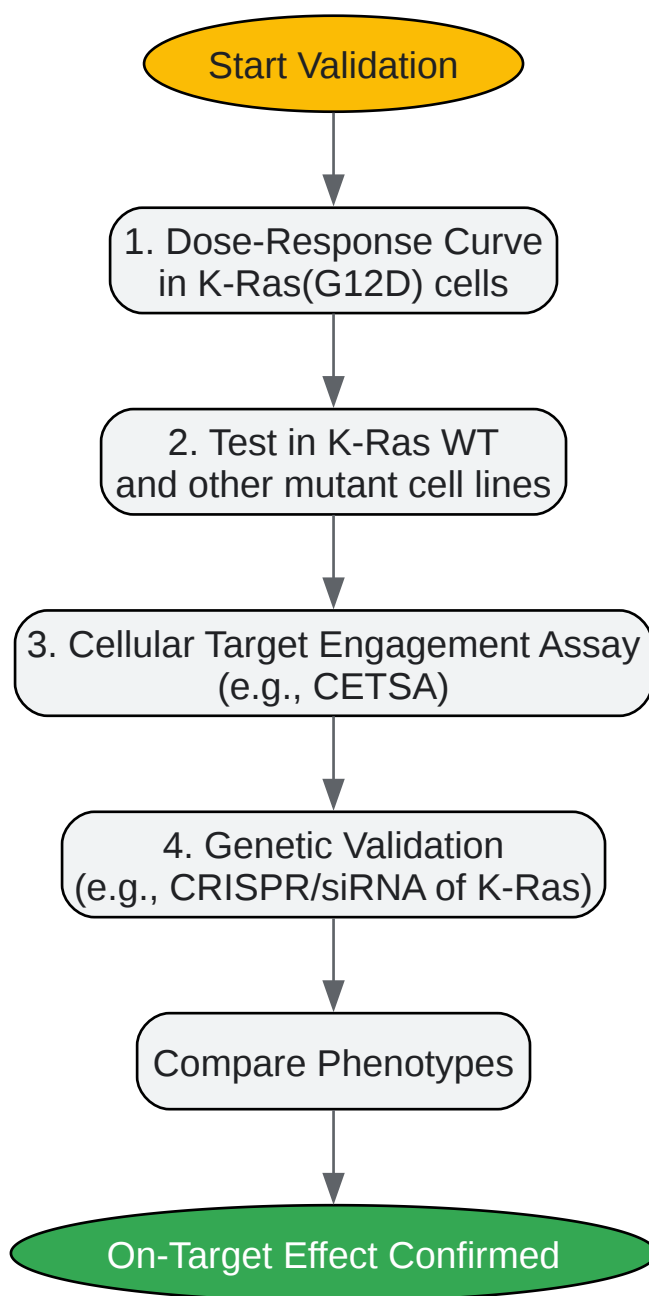 Start Validation
1. Dose-Response Curve
in K-Ras(G12D) cells
2. Test in K-Ras WT
and other mutant cell lines
3. Cellular Target Engagement Assay
(e.g., CETSA)
4. Genetic Validation
(e.g., CRISPR/siRNA of K-Ras)
Compare Phenotypes
On-Target Effect Confirmed